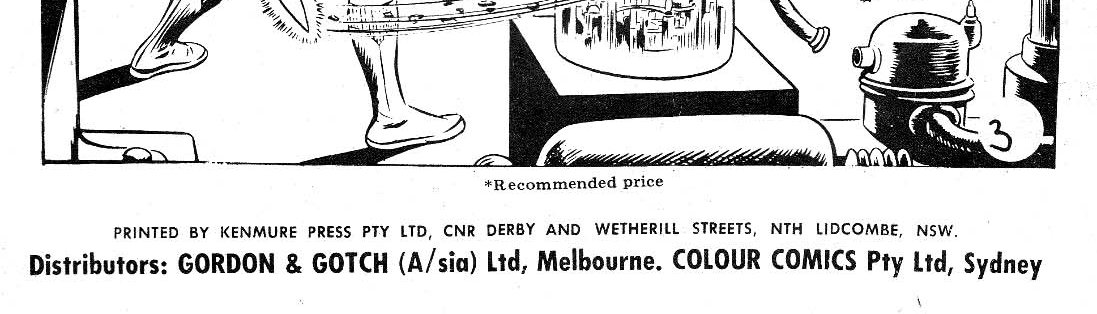 3
*Recommended price
PRINTED BY KENMURE PRESS PTY LTD, CNR DERBY AND WETHERILL STREETS, NTH LIDCOMBE, NSW.
Distributors: GORDON & GOTCH (A/sia) Ltd, Melbourne. COLOUR COMICS Pty Ltd, Sydney